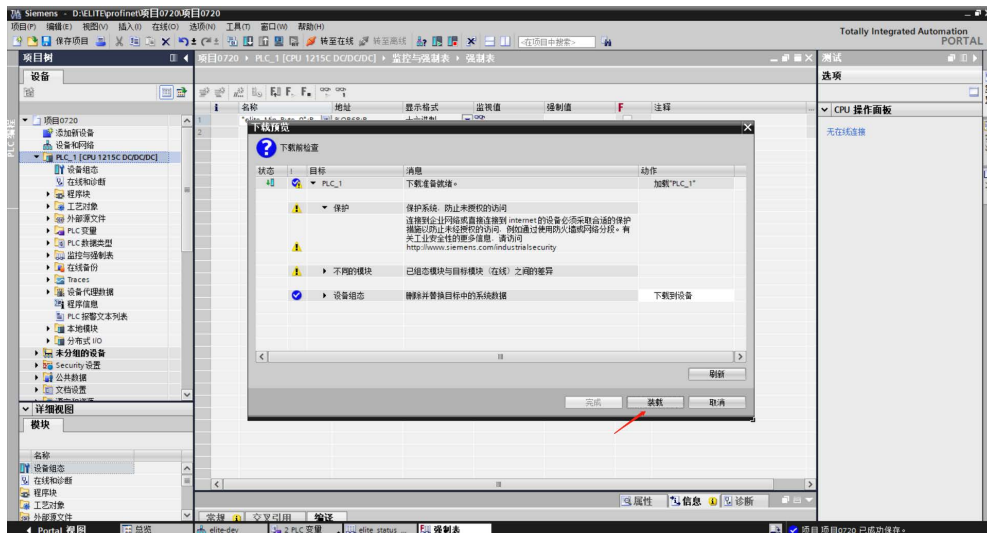 Siemens - D:\ELITE\profinet\项目0720\项目0720
项目(P) 编辑(E) 视图(V) 插入(I) 在线(O) 选项(N) 工具(T) 窗口(W) 帮助(H)
Totally Integrated Automation
PORTAL
保存项目 转至在线 转至离线 <在项目中搜索>
项目树
项目0720 ▸ PLC_1 [CPU 1215C DC/DC/DC] ▸ 监控与强制表 ▸ 强制表
测试
设备
选项
名称 地址 显示格式 监视值 强制值 F 注释
CPU 操作面板
无在线连接
项目0720
添加新设备
设备和网络
PLC_1 [CPU 1215C DC/DC/DC]
设备组态
在线和诊断
程序块
工艺对象
外部源文件
PLC 变量
PLC 数据类型
监控与强制表
在线备份
Traces
设备代理数据
程序信息
PLC 报警文本列表
本地模块
分布式 I/O
未分组的设备
Security 设置
公共数据
文档设置
1
2
下载预览
下载前检查
状态 ! 目标 消息 动作
PLC_1 下载准备就绪。 加载"PLC_1"
保护 保护系统，防止未授权的访问
连接到企业网络或直接连接到 internet 的设备必须采取合适的保护
措施以防止未经授权的访问，例如通过使用防火墙或网络分段。有
关工业安全性的更多信息，请访问
http://www.siemens.com/industrialsecurity
不同的模块 已组态模块与目标模块（在线）之间的差异
设备组态 删除并替换目标中的系统数据 下载到设备
刷新
完成 装载 取消
详细视图
模块
名称
设备组态
在线和诊断
程序块
工艺对象
外部源文件
属性 信息 诊断
常规 交叉引用 编译
Portal 视图 总览 elite-dev PLC 变量 elite status ... 强制表 项目 项目0720 已成功保存。